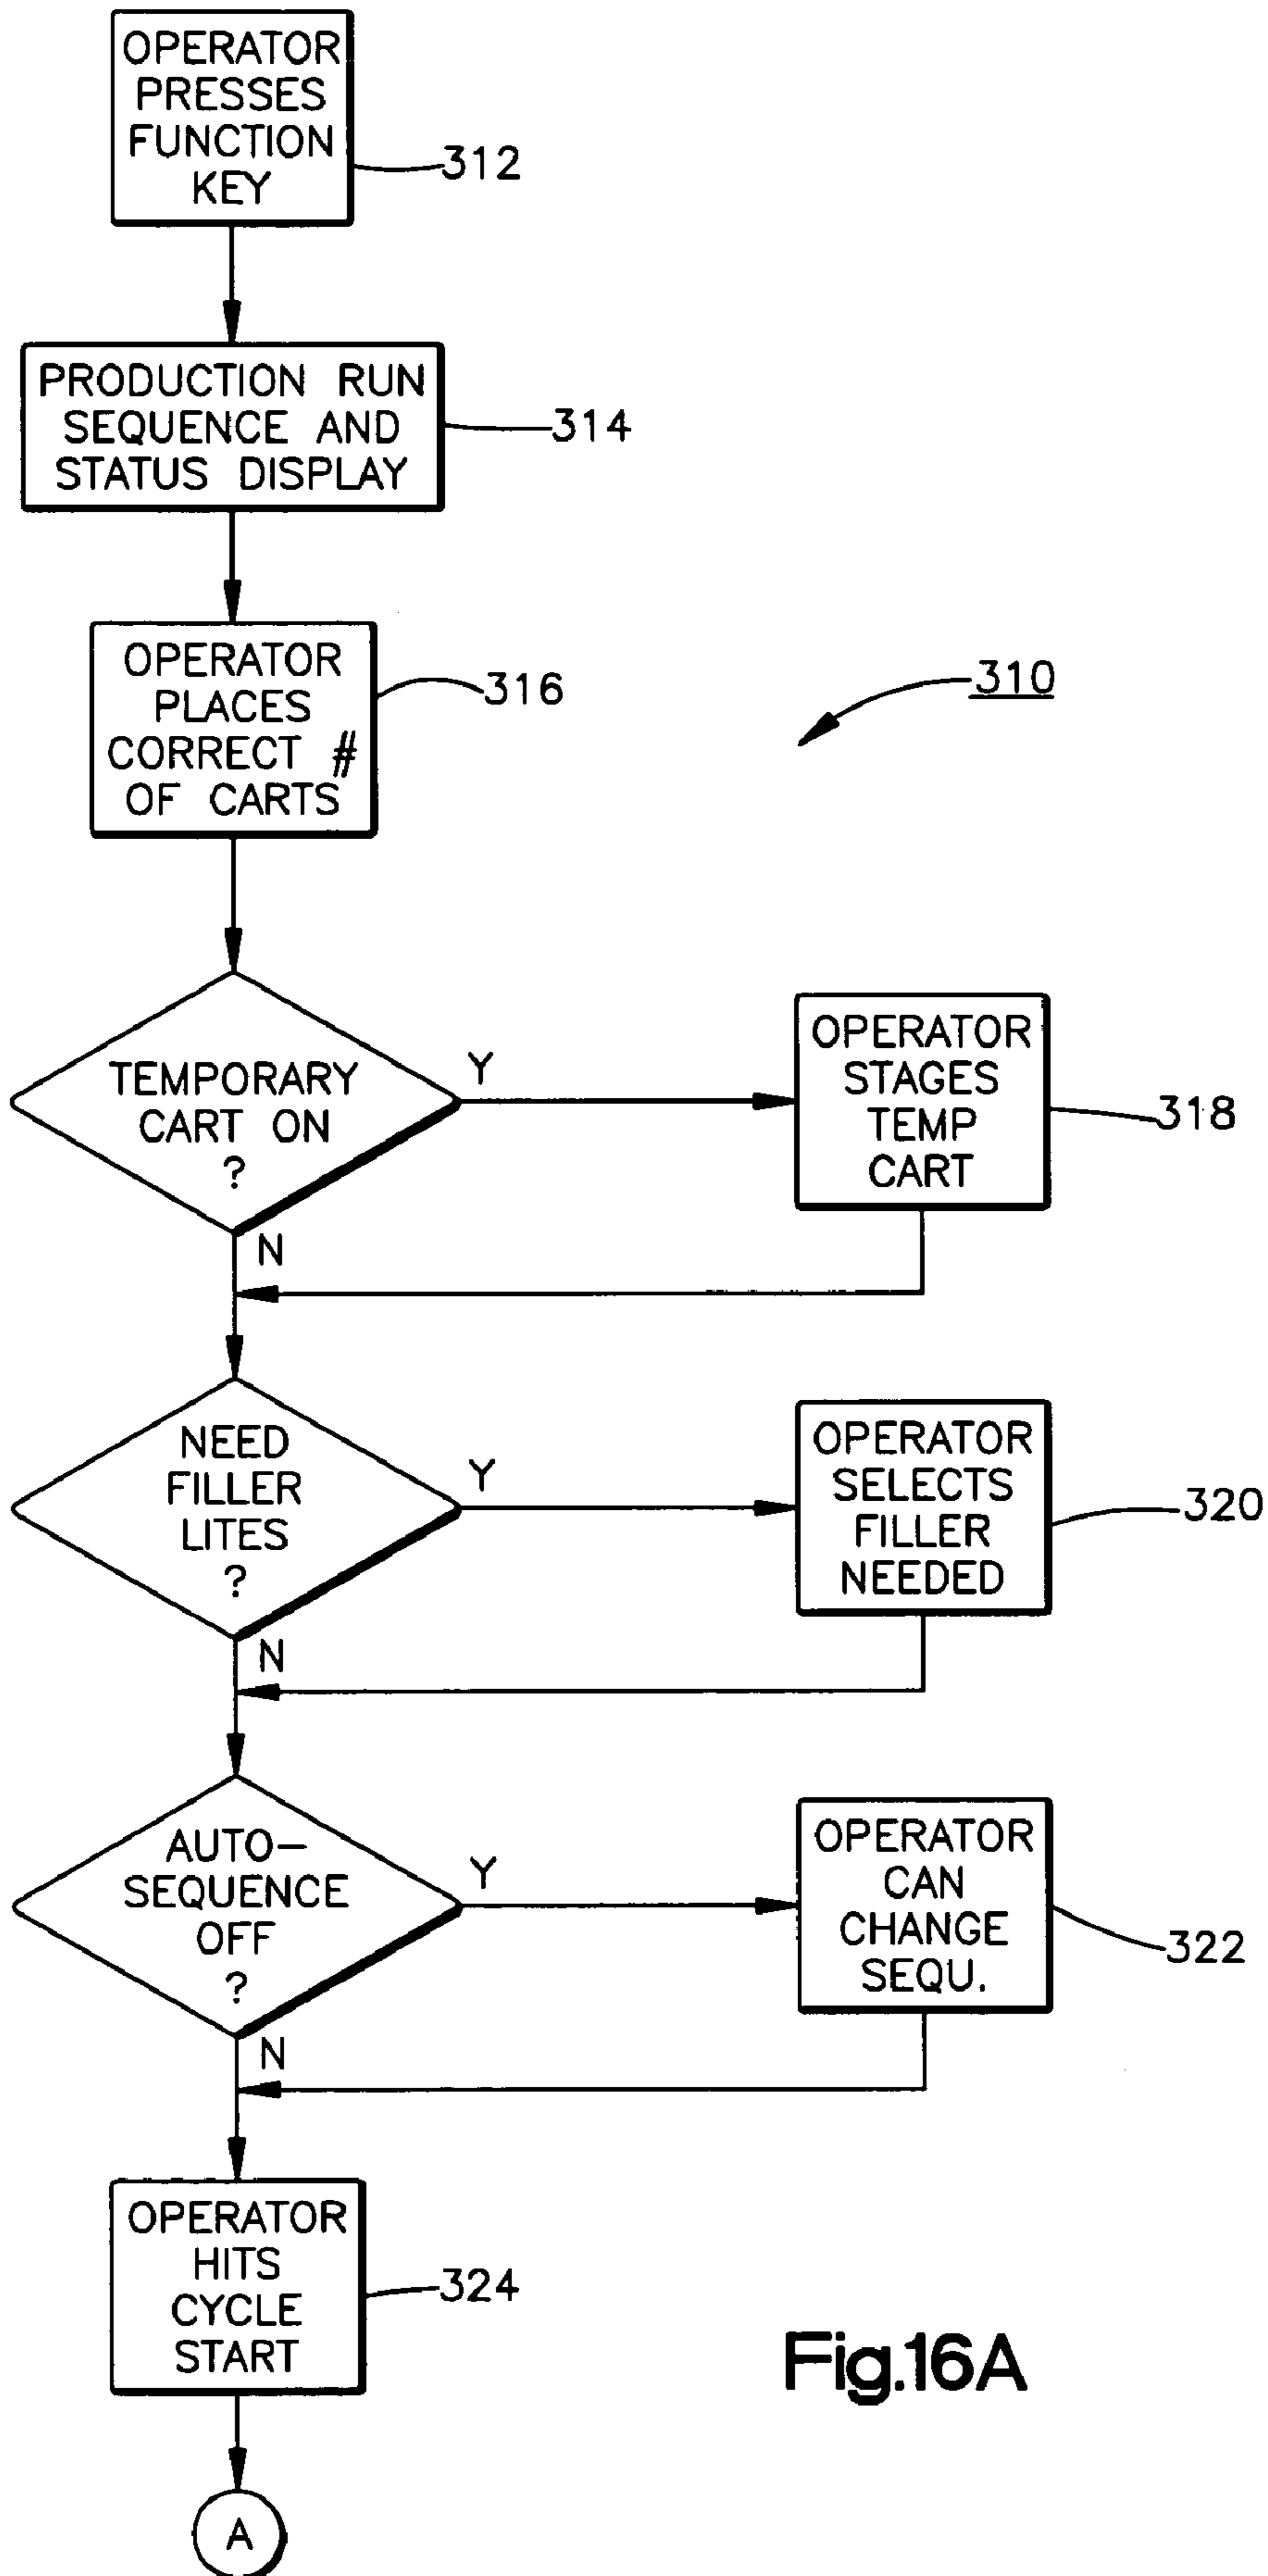 OPERATOR
PRESSES
FUNCTION
KEY
312
PRODUCTION RUN
SEQUENCE AND
STATUS DISPLAY
314
OPERATOR
PLACES
CORRECT #
OF CARTS
316
310
TEMPORARY
CART ON
?
Y
N
OPERATOR
STAGES
TEMP
CART
318
NEED
FILLER
LITES
?
Y
N
OPERATOR
SELECTS
FILLER
NEEDED
320
AUTO-
SEQUENCE
OFF
?
Y
N
OPERATOR
CAN
CHANGE
SEQU.
322
OPERATOR
HITS
CYCLE
START
324
A
Fig.16A